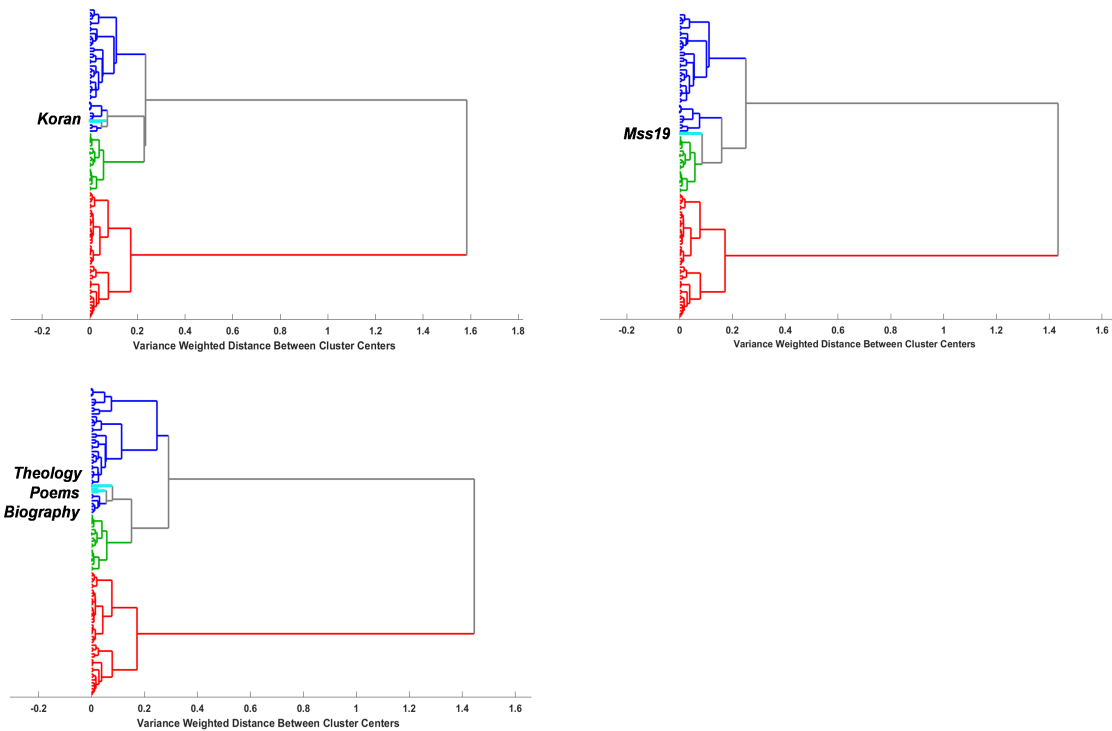 Koran
-0.2 0 0.2 0.4 0.6 0.8 1 1.2 1.4 1.6 1.8
Variance Weighted Distance Between Cluster Centers
Mss19
-0.2 0 0.2 0.4 0.6 0.8 1 1.2 1.4 1.6
Variance Weighted Distance Between Cluster Centers
Theology
Poems
Biography
-0.2 0 0.2 0.4 0.6 0.8 1 1.2 1.4 1.6
Variance Weighted Distance Between Cluster Centers